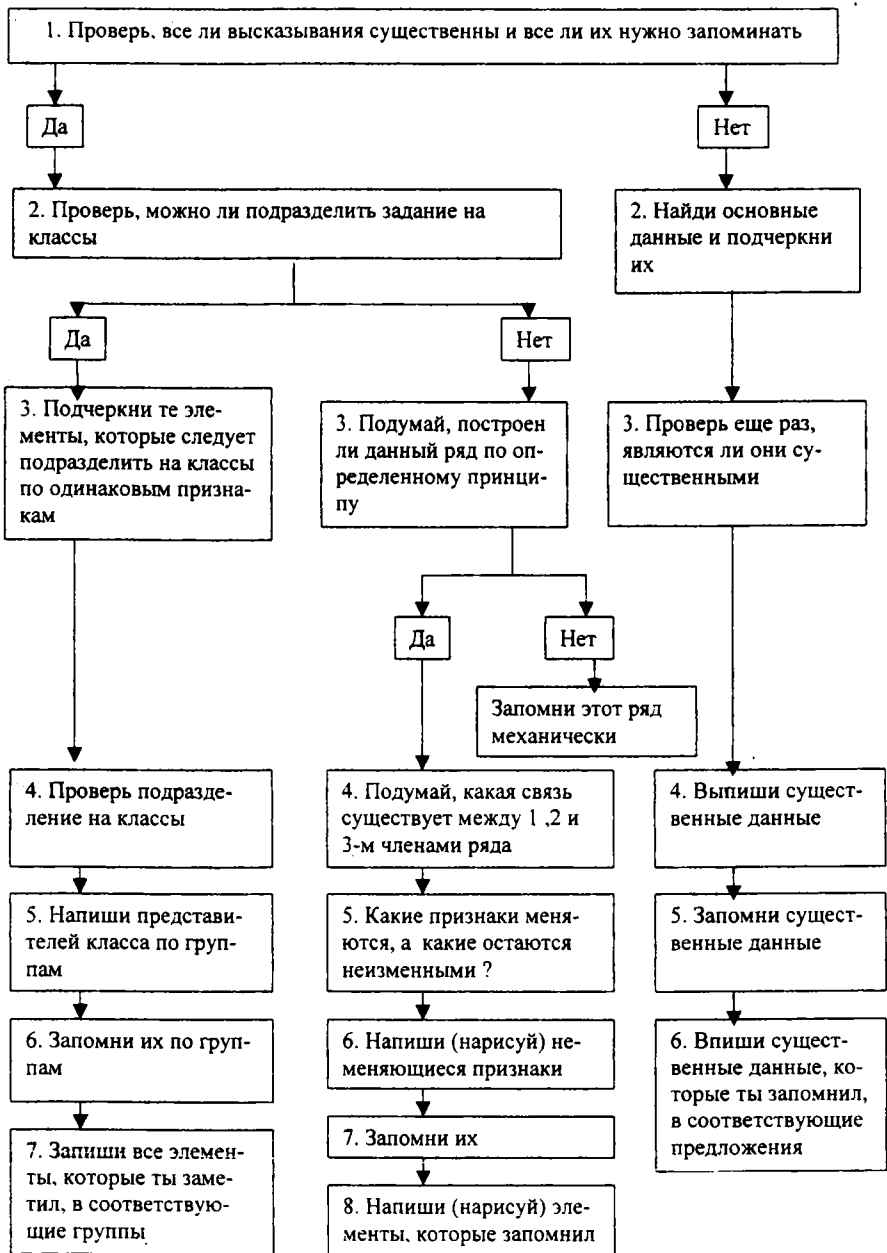 1. Проверь, все ли высказывания существенны и все ли их нужно запоминать
Да
Нет
2. Проверь, можно ли подразделить задание на
классы
2. Найди основные
данные и подчеркни
их
Да
Нет
3. Подчеркни те эле-
менты, которые следует
подразделить на классы
по одинаковым призна-
кам
3. Подумай, построен
ли данный ряд по оп-
ределенному принци-
пу
3. Проверь еще раз,
являются ли они су-
щественными
Да
Нет
Запомни этот ряд
механически
4. Проверь подразде-
ление на классы
4. Подумай, какая связь
существует между 1 ,2 и
3-м членами ряда
4. Выпиши сущест-
венные данные
5. Напиши представи-
телей класса по груп-
пам
5. Какие признаки меня-
ются, а какие остаются
неизменными ?
5. Запомни сущест-
венные данные
6. Запомни их по груп-
пам
6. Напиши (нарисуй) не-
меняющиеся признаки
6. Впиши сущест-
венные данные, ко-
торые ты запомнил,
в соответствующие
предложения
7. Запиши все элемен-
ты, которые ты заме-
тил, в соответствую-
щие группы
7. Запомни их
8. Напиши (нарисуй) эле-
менты, которые запомнил